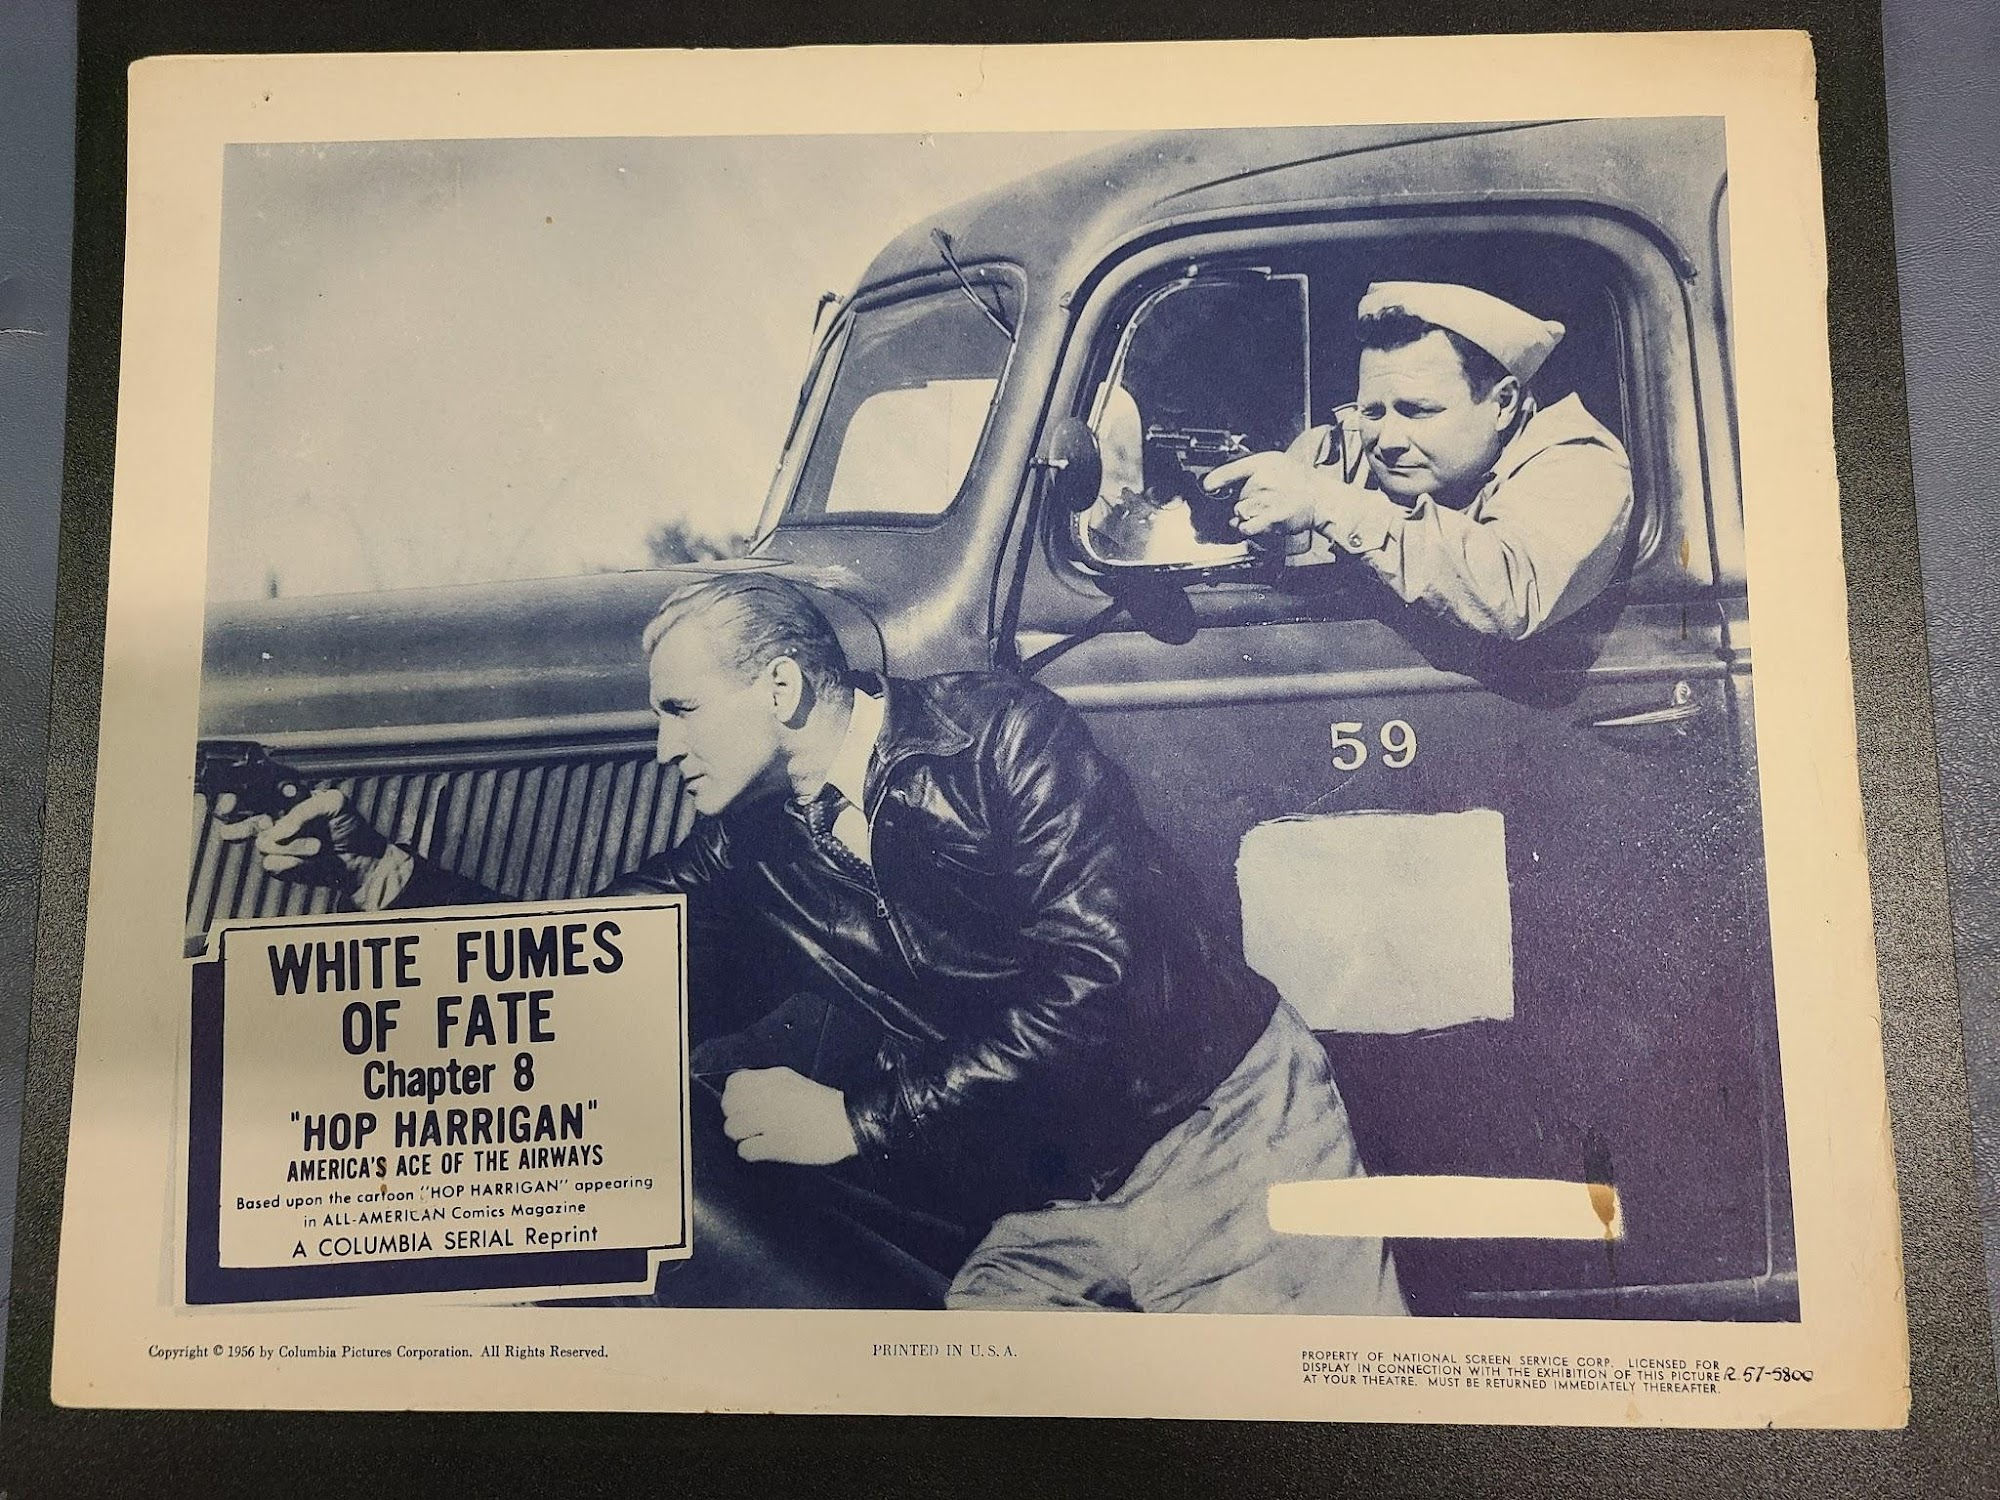 59
WHITE FUMES
OF FATE
Chapter 8
"HOP HARRIGAN"
AMERICA'S ACE OF THE AIRWAYS
Based upon the cartoon "HOP HARRIGAN" appearing
in ALL-AMERICAN Comics Magazine
A COLUMBIA SERIAL Reprint
Copyright © 1956 by Columbia Pictures Corporation. All Rights Reserved.
PRINTED IN U. S. A.
PROPERTY OF NATIONAL SCREEN SERVICE CORP. LICENSED FOR
DISPLAY IN CONNECTION WITH THE EXHIBITION OF THIS PICTURE
AT YOUR THEATRE. MUST BE RETURNED IMMEDIATELY THEREAFTER.
R. 57-5800